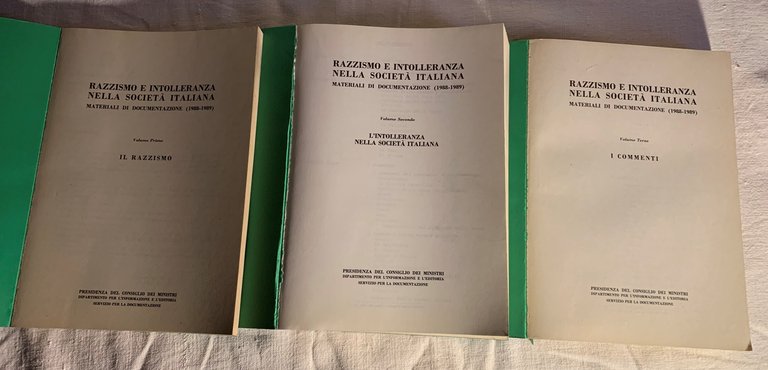 RAZZISMO E INTOLLERANZA
NELLA SOCIETÀ ITALIANA
MATERIALI DI DOCUMENTAZIONE (1988-1989)
Volume Primo
IL RAZZISMO
PRESIDENZA DEL CONSIGLIO DEI MINISTRI
DIPARTIMENTO PER L'INFORMAZIONE E L'EDITORIA
SERVIZIO PER LA DOCUMENTAZIONE
RAZZISMO E INTOLLERANZA
NELLA SOCIETÀ ITALIANA
MATERIALI DI DOCUMENTAZIONE (1988-1989)
Volume Secondo
L'INTOLLERANZA
NELLA SOCIETÀ ITALIANA
PRESIDENZA DEL CONSIGLIO DEI MINISTRI
DIPARTIMENTO PER L'INFORMAZIONE E L'EDITORIA
SERVIZIO PER LA DOCUMENTAZIONE
RAZZISMO E INTOLLERANZA
NELLA SOCIETÀ ITALIANA
MATERIALI DI DOCUMENTAZIONE (1988-1989)
Volume Terzo
I COMMENTI
PRESIDENZA DEL CONSIGLIO DEI MINISTRI
DIPARTIMENTO PER L'INFORMAZIONE E L'EDITORIA
SERVIZIO PER LA DOCUMENTAZIONE